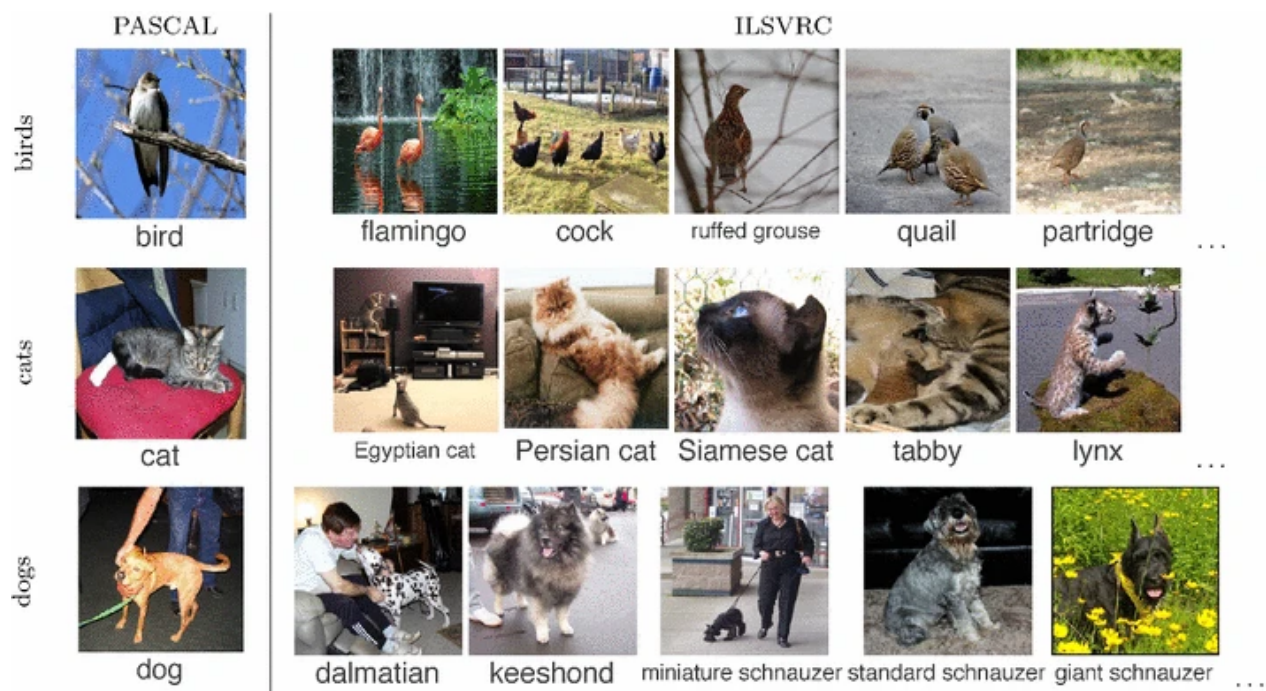 PASCAL
ILSVRC
birds
bird
flamingo
cock
ruffed grouse
quail
partridge
...
cats
cat
Egyptian cat
Persian cat
Siamese cat
tabby
lynx
...
dogs
dog
dalmatian
keeshond
miniature schnauzer
standard schnauzer
giant schnauzer
...